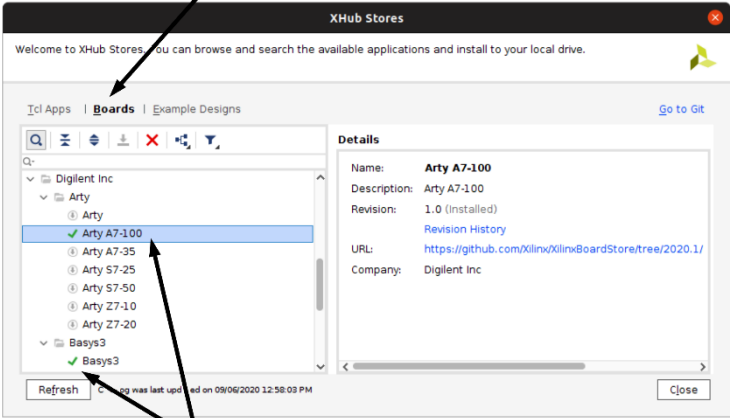 XHub Stores
Welcome to XHub Stores. You can browse and search the available applications and install to your local drive.
Tcl Apps | Boards | Example Designs
Go to Git
Details
Digilent Inc
Arty
Arty
Arty A7-100
Arty A7-35
Arty S7-25
Arty S7-50
Arty Z7-10
Arty Z7-20
Basys3
Basys3
Name: Arty A7-100
Description: Arty A7-100
Revision: 1.0 (Installed)
Revision History
URL: https://github.com/Xilinx/XilinxBoardStore/tree/2020.1/
Company: Digilent Inc
Refresh
was last updated on 09/06/2020 12:58:03 PM
Close